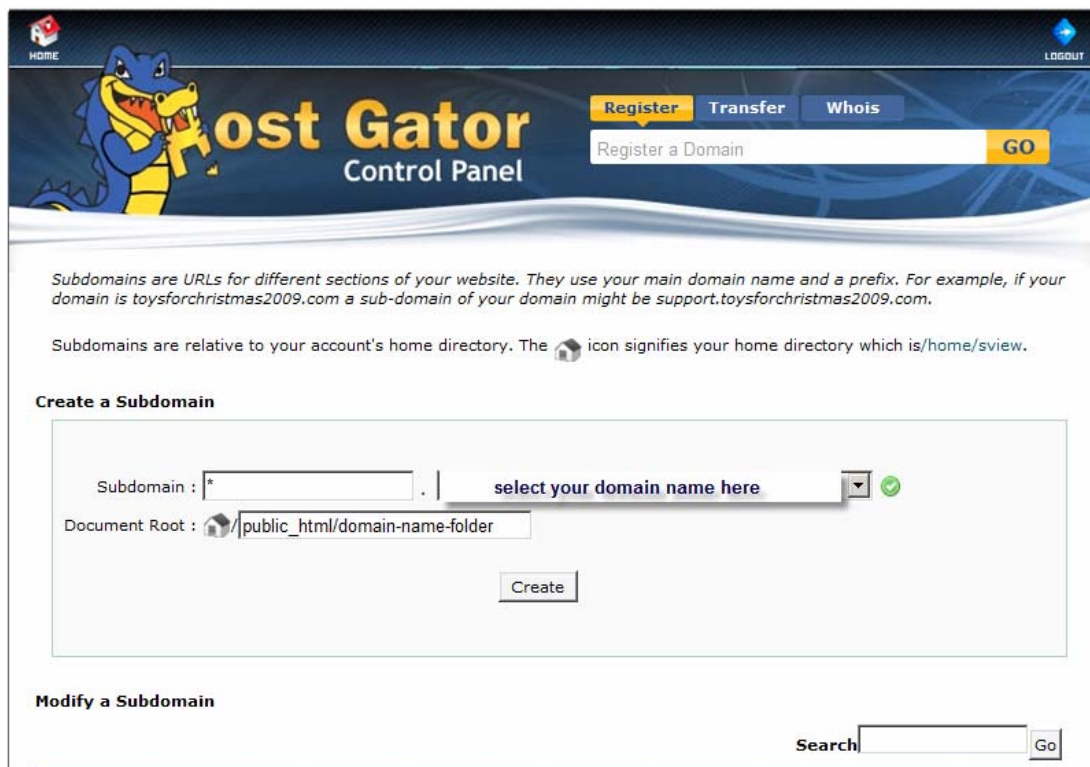 HOME
LOGOUT
Host Gator
Control Panel
Register Transfer Whois
Register a Domain GO
Subdomains are URLs for different sections of your website. They use your main domain name and a prefix. For example, if your
domain is toysforchristmas2009.com a sub-domain of your domain might be support.toysforchristmas2009.com.
Subdomains are relative to your account's home directory. The icon signifies your home directory which is/home/sview.
Create a Subdomain
Subdomain : * . select your domain name here
Document Root : /public_html/domain-name-folder
Create
Modify a Subdomain
Search Go